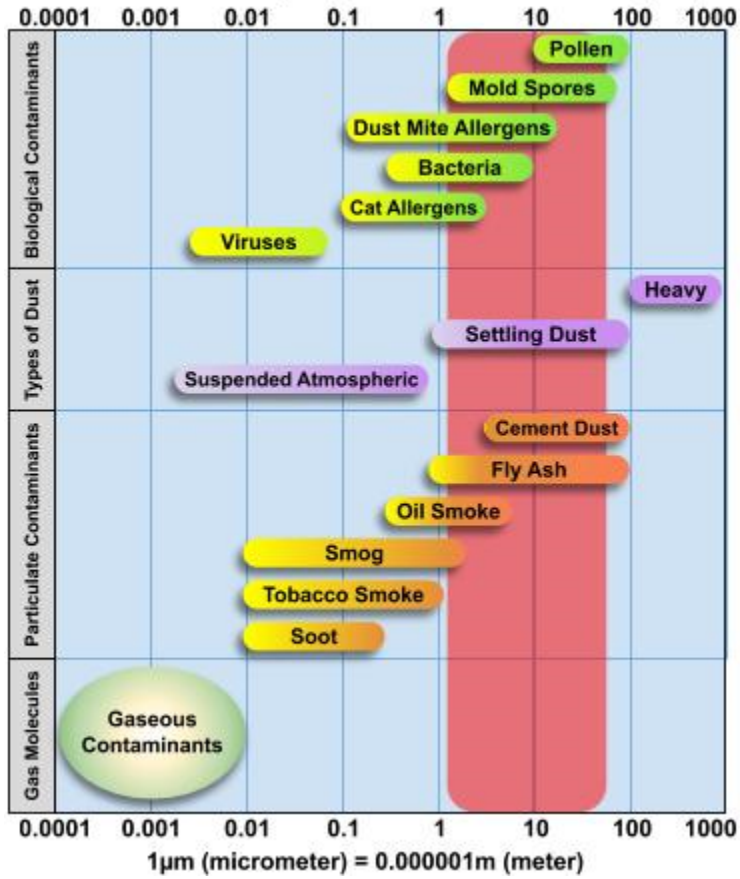 0.0001 0.001 0.01 0.1 1 10 100 1000
Biological Contaminants
Pollen
Mold Spores
Dust Mite Allergens
Bacteria
Cat Allergens
Viruses
Types of Dust
Heavy
Settling Dust
Suspended Atmospheric
Particulate Contaminants
Cement Dust
Fly Ash
Oil Smoke
Smog
Tobacco Smoke
Soot
Gas Molecules
Gaseous
Contaminants
0.0001 0.001 0.01 0.1 1 10 100 1000
1μm (micrometer) = 0.000001m (meter)